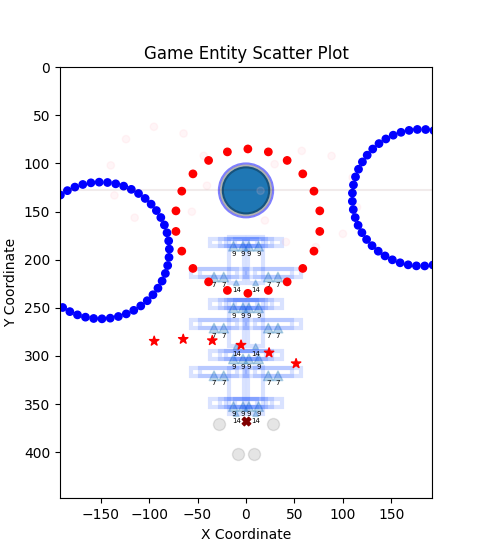 Game Entity Scatter Plot
0
50
100
150
200
250
300
350
400
Y Coordinate
9 9 9 9
7 7 14 14 7 7
9 9 9 9
7 7 7 7
14 14
9 9 9 9
7 7 7 7
9 9 9 9
14 14
−150 −100 −50 0 50 100 150
X Coordinate